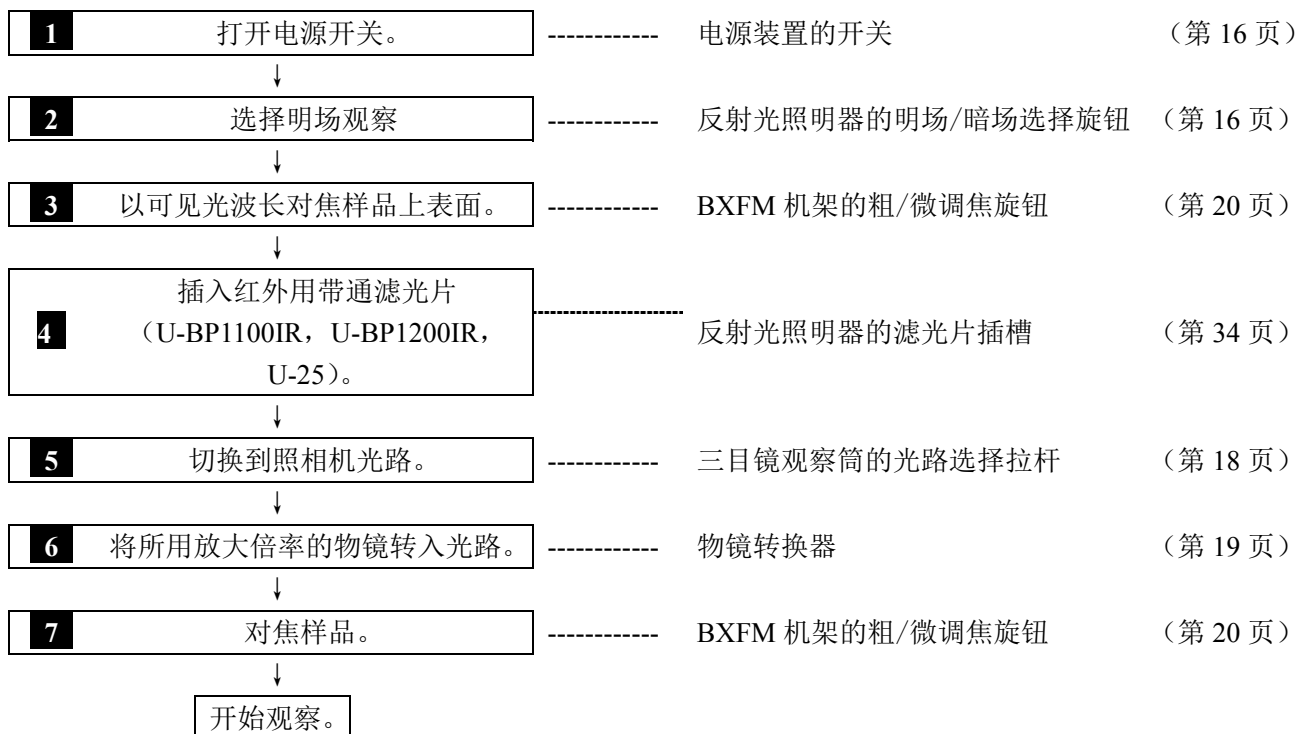 1 打开电源开关。 ------------ 电源装置的开关 （第 16 页）
↓
2 选择明场观察 ------------ 反射光照明器的明场/暗场选择旋钮 （第 16 页）
↓
3 以可见光波长对焦样品上表面。 ------------ BXFM 机架的粗/微调焦旋钮 （第 20 页）
↓
插入红外用带通滤光片
4 （U-BP1100IR，U-BP1200IR， 反射光照明器的滤光片插槽 （第 34 页）
U-25）。
↓
5 切换到照相机光路。 ------------ 三目镜观察筒的光路选择拉杆 （第 18 页）
↓
6 将所用放大倍率的物镜转入光路。 ------------ 物镜转换器 （第 19 页）
↓
7 对焦样品。 ------------ BXFM 机架的粗/微调焦旋钮 （第 20 页）
↓
开始观察。